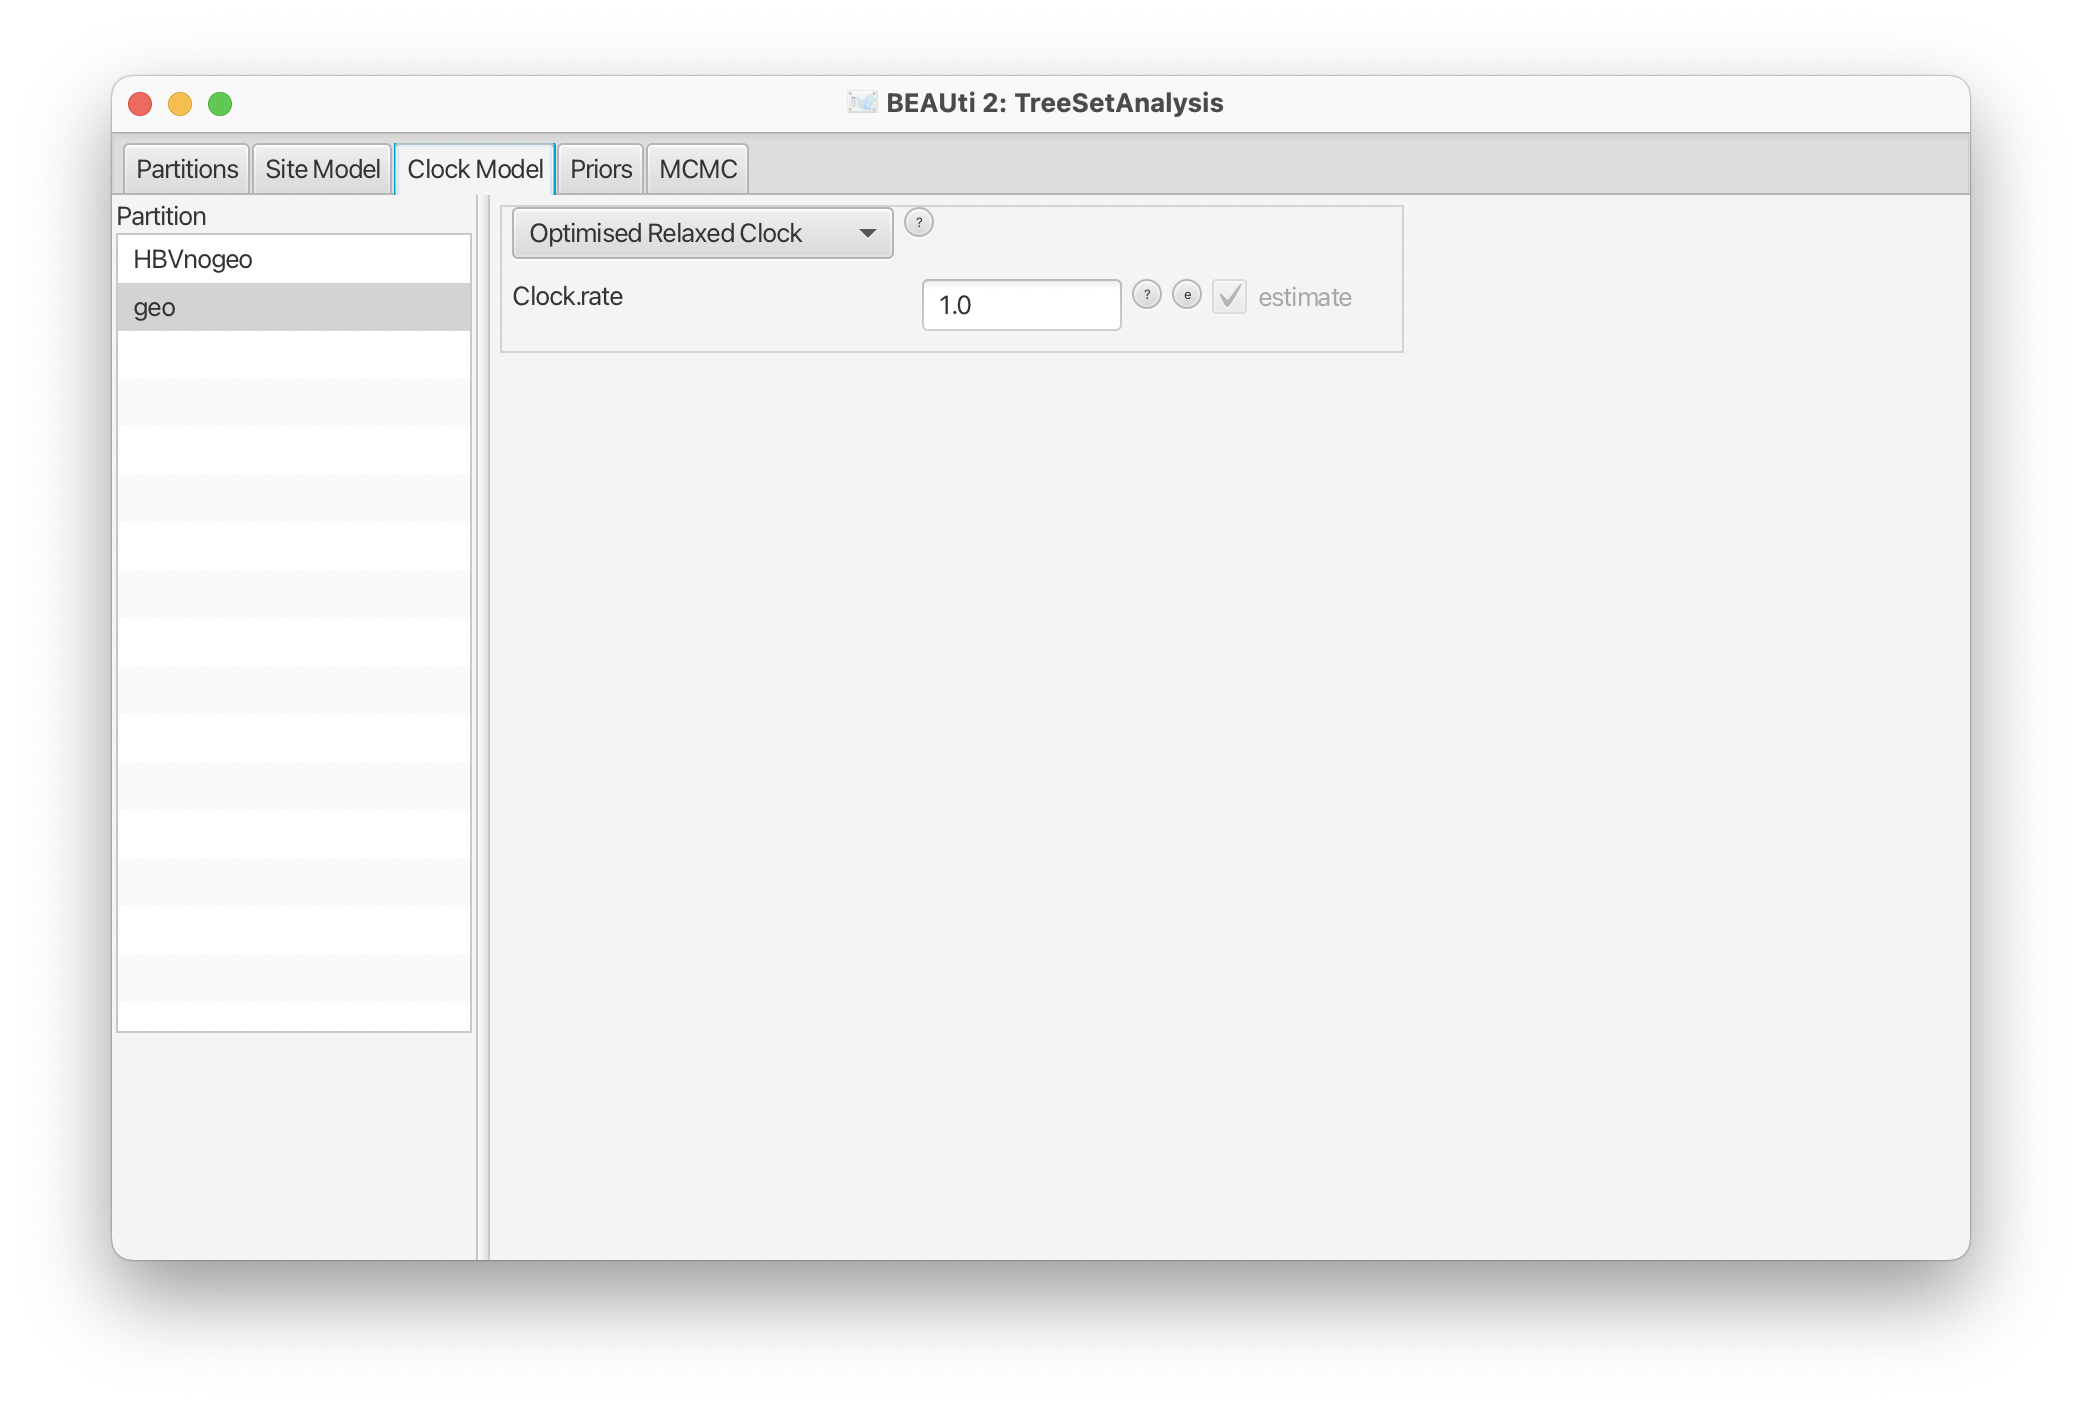 BEAUti 2: TreeSetAnalysis
Partitions Site Model Clock Model Priors MCMC
Partition
HBVnogeo
geo
Optimised Relaxed Clock ?
Clock.rate 1.0 ? e estimate